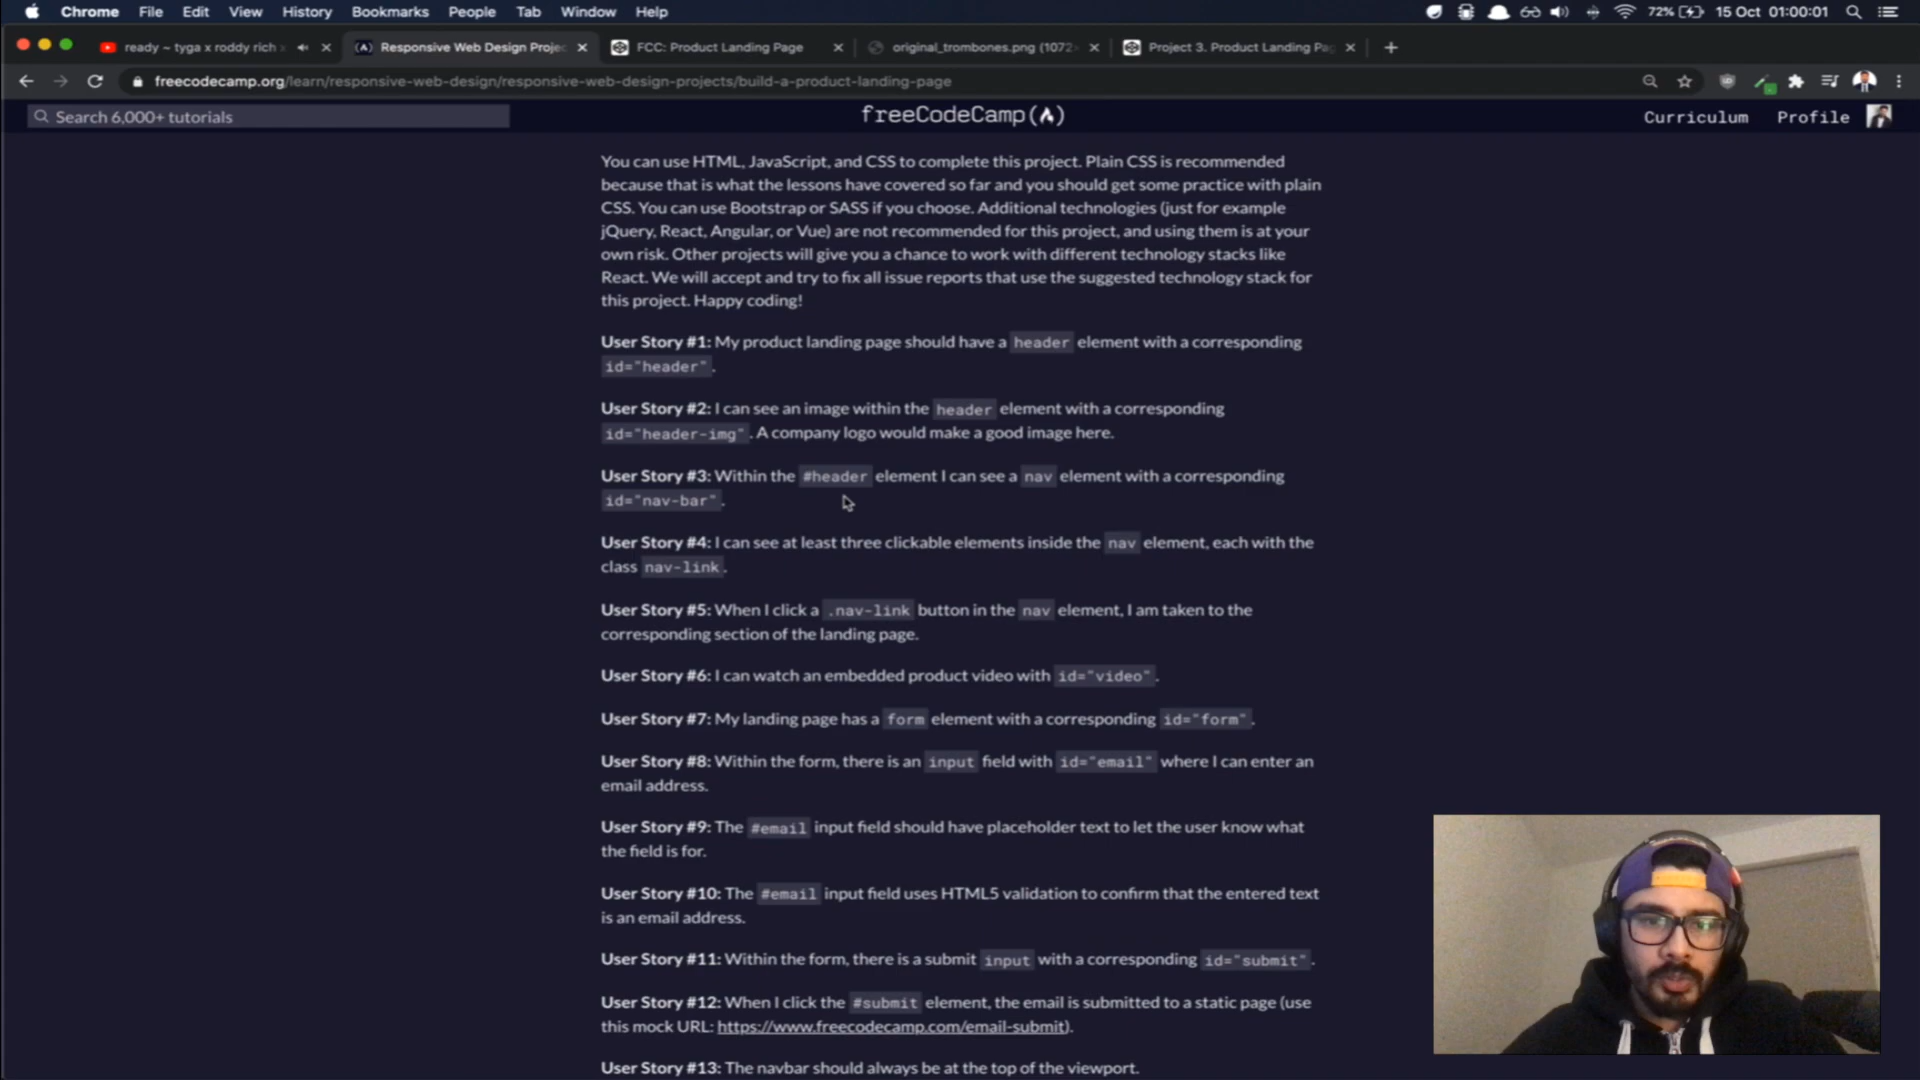 Chrome File Edit View History Bookmarks People Tab Window Help 72% 15 Oct 01:00:01
ready ~ tyga x roddy rich
Responsive Web Design Projec
FCC: Product Landing Page
original_trombones.png (1072
Project 3. Product Landing Pag
freecodecamp.org/learn/responsive-web-design/responsive-web-design-projects/build-a-product-landing-page
Search 6,000+ tutorials
freeCodeCamp
Curriculum Profile
You can use HTML, JavaScript, and CSS to complete this project. Plain CSS is recommended
because that is what the lessons have covered so far and you should get some practice with plain
CSS. You can use Bootstrap or SASS if you choose. Additional technologies (just for example
jQuery, React, Angular, or Vue) are not recommended for this project, and using them is at your
own risk. Other projects will give you a chance to work with different technology stacks like
React. We will accept and try to fix all issue reports that use the suggested technology stack for
this project. Happy coding!
User Story #1: My product landing page should have a header element with a corresponding
id="header".
User Story #2: I can see an image within the header element with a corresponding
id="header-img". A company logo would make a good image here.
User Story #3: Within the #header element I can see a nav element with a corresponding
id="nav-bar".
User Story #4: I can see at least three clickable elements inside the nav element, each with the
class nav-link.
User Story #5: When I click a .nav-link button in the nav element, I am taken to the
corresponding section of the landing page.
User Story #6: I can watch an embedded product video with id="video".
User Story #7: My landing page has a form element with a corresponding id="form".
User Story #8: Within the form, there is an input field with id="email" where I can enter an
email address.
User Story #9: The #email input field should have placeholder text to let the user know what
the field is for.
User Story #10: The #email input field uses HTML5 validation to confirm that the entered text
is an email address.
User Story #11: Within the form, there is a submit input with a corresponding id="submit".
User Story #12: When I click the #submit element, the email is submitted to a static page (use
this mock URL: https://www.freecodecamp.com/email-submit).
User Story #13: The navbar should always be at the top of the viewport.